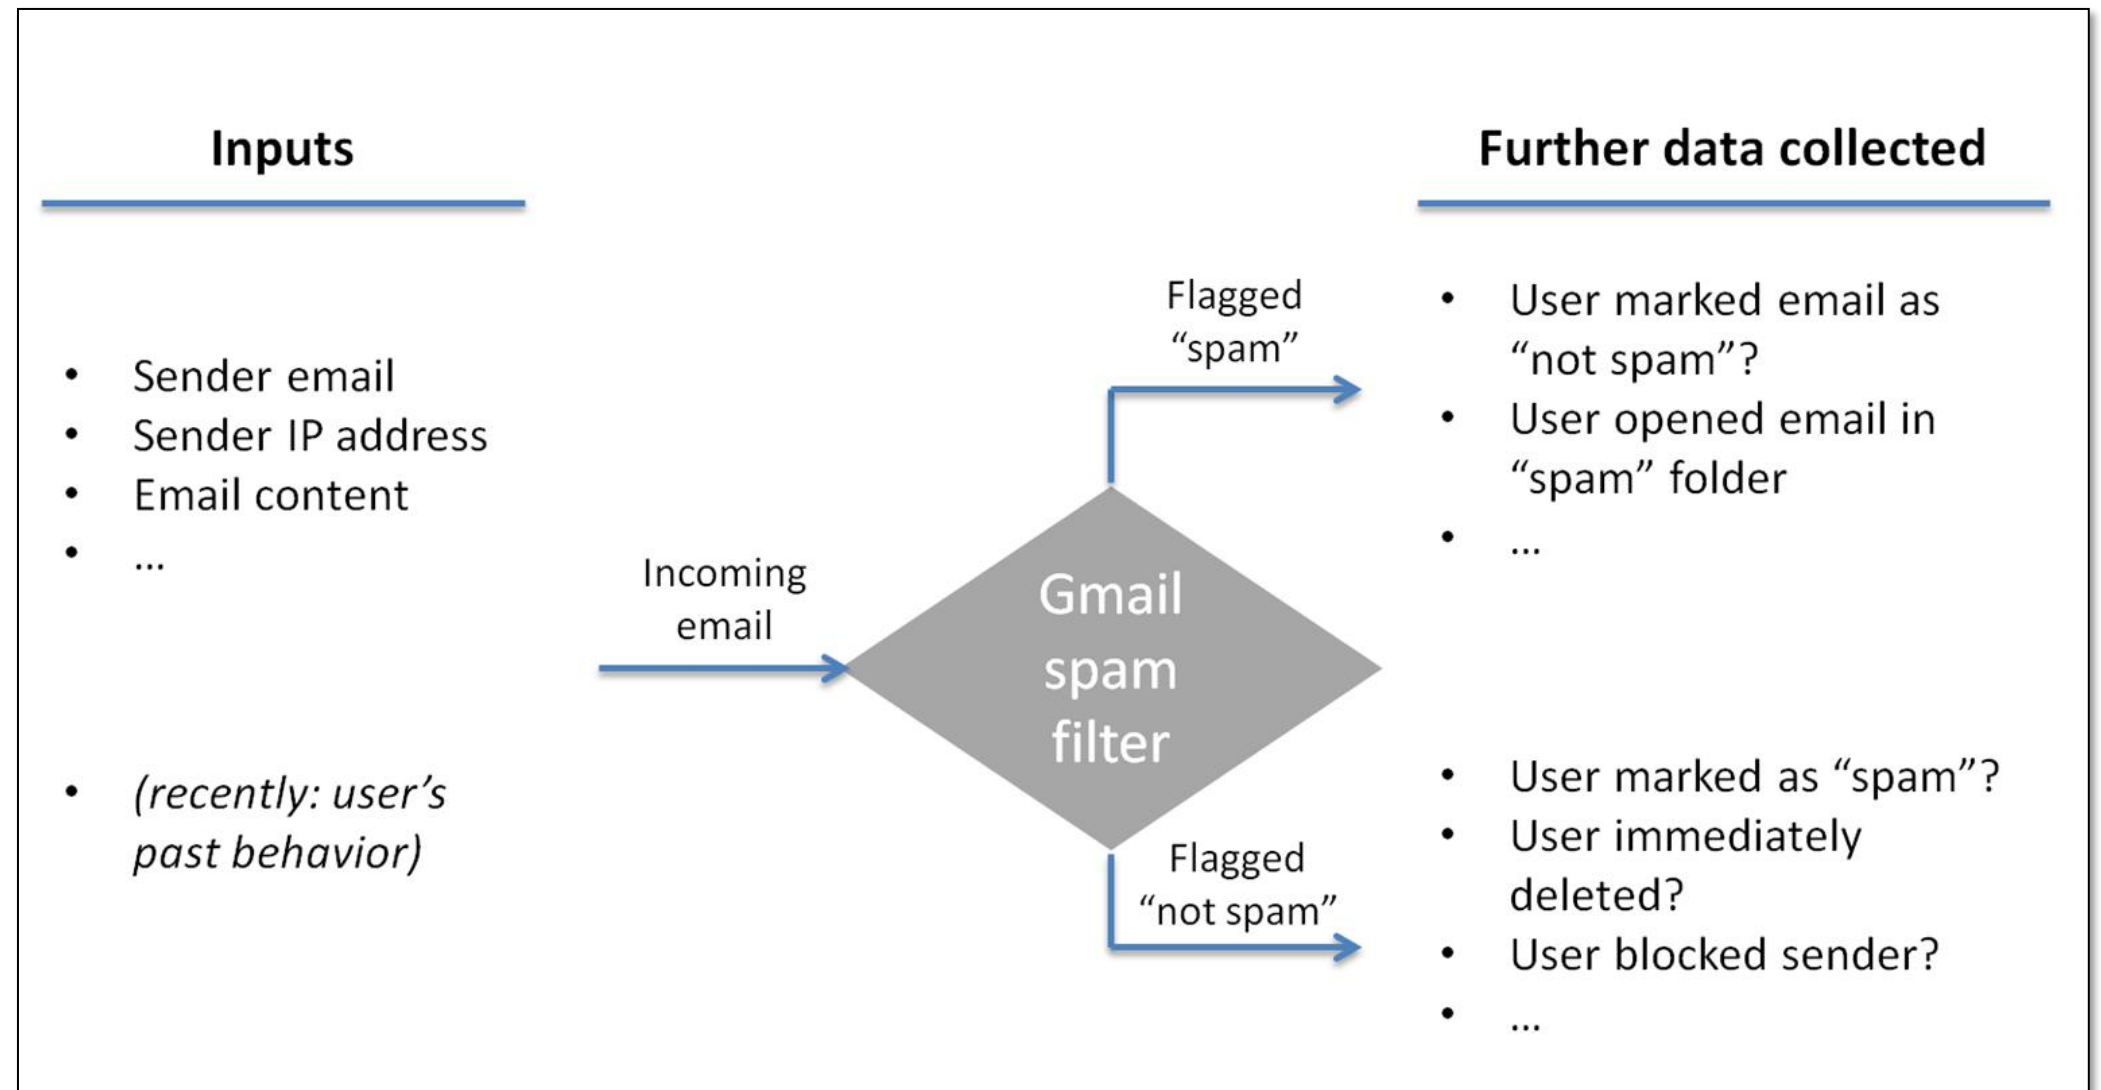 Inputs
Further data collected
• Sender email
• Sender IP address
• Email content
• ...
• (recently: user’s
past behavior)
Incoming
email
Gmail
spam
filter
Flagged
“spam”
Flagged
“not spam”
• User marked email as
“not spam”?
• User opened email in
“spam” folder
• ...
• User marked as “spam”?
• User immediately
deleted?
• User blocked sender?
• ...